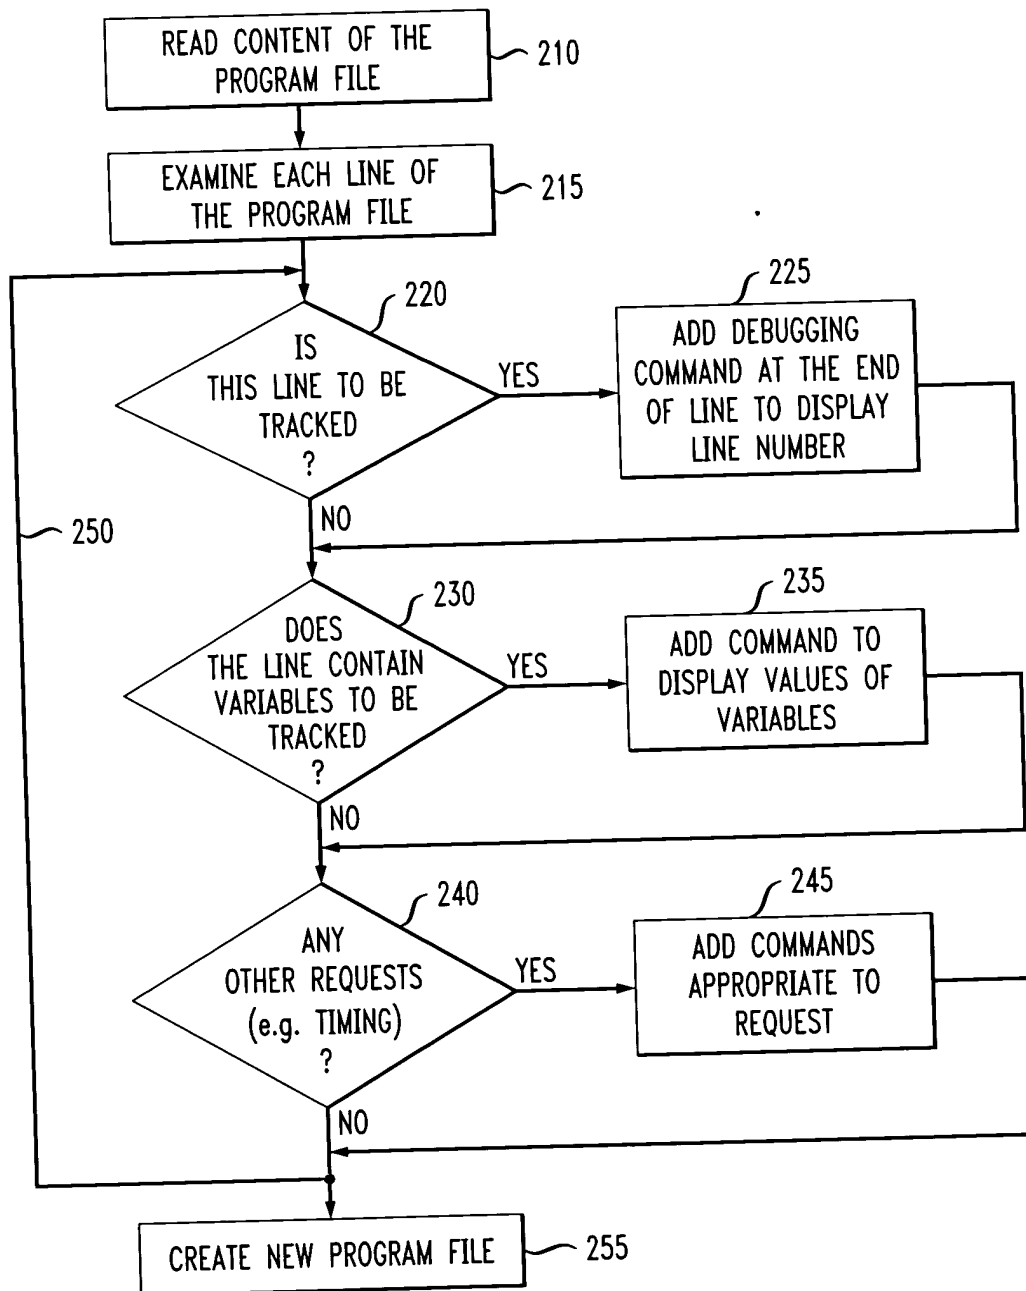 READ CONTENT OF THE
PROGRAM FILE
210
EXAMINE EACH LINE OF
THE PROGRAM FILE
215
220
IS
THIS LINE TO BE
TRACKED
?
YES
NO
225
ADD DEBUGGING
COMMAND AT THE END
OF LINE TO DISPLAY
LINE NUMBER
250
230
DOES
THE LINE CONTAIN
VARIABLES TO BE
TRACKED
?
YES
NO
235
ADD COMMAND TO
DISPLAY VALUES OF
VARIABLES
240
ANY
OTHER REQUESTS
(e.g. TIMING)
?
YES
NO
245
ADD COMMANDS
APPROPRIATE TO
REQUEST
CREATE NEW PROGRAM FILE
255